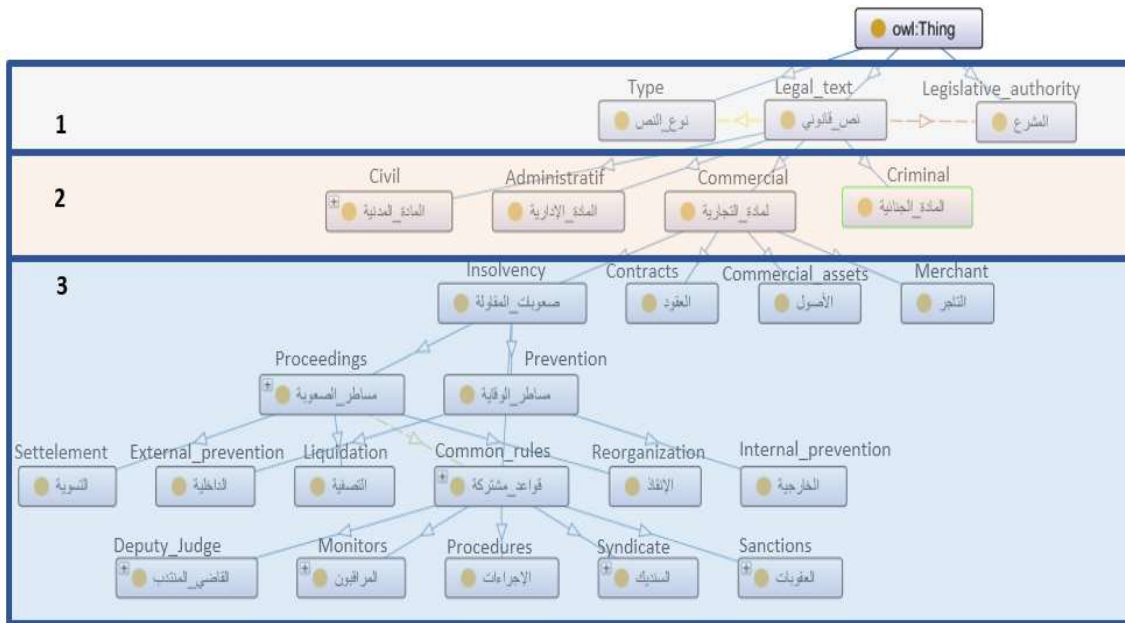 owl:Thing
Type
Legal_text
Legislative_authority
نوع_النص
نص_قانوني
المشرع
1
Civil
Administratif
Commercial
Criminal
2
المادة_المدنية
المادة_الإدارية
لمادة_التجارية
المادة_الجنائية
3
Insolvency
Contracts
Commercial_assets
Merchant
صعوبات_المقاولة
العقود
الأصول
التاجر
Proceedings
Prevention
مساطر_الصعوبة
مساطر_الوقاية
Settelement
External_prevention
Liquidation
Common_rules
Reorganization
Internal_prevention
التسوية
الداخلية
التصفية
قواعد_مشتركة
الإنقاذ
الخارجية
Deputy_Judge
Monitors
Procedures
Syndicate
Sanctions
القاضي_المنتدب
المراقبون
الإجراءات
السنديك
العقوبات